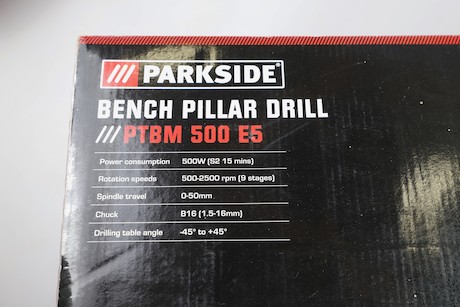 /// PARKSIDE®
BENCH PILLAR DRILL
/// PTBM 500 E5
Power consumption 500W (S2 15 mins)
Rotation speeds 500-2500 rpm (9 stages)
Spindle travel 0-50mm
Chuck B16 (1.5-16mm)
Drilling table angle -45° to +45°